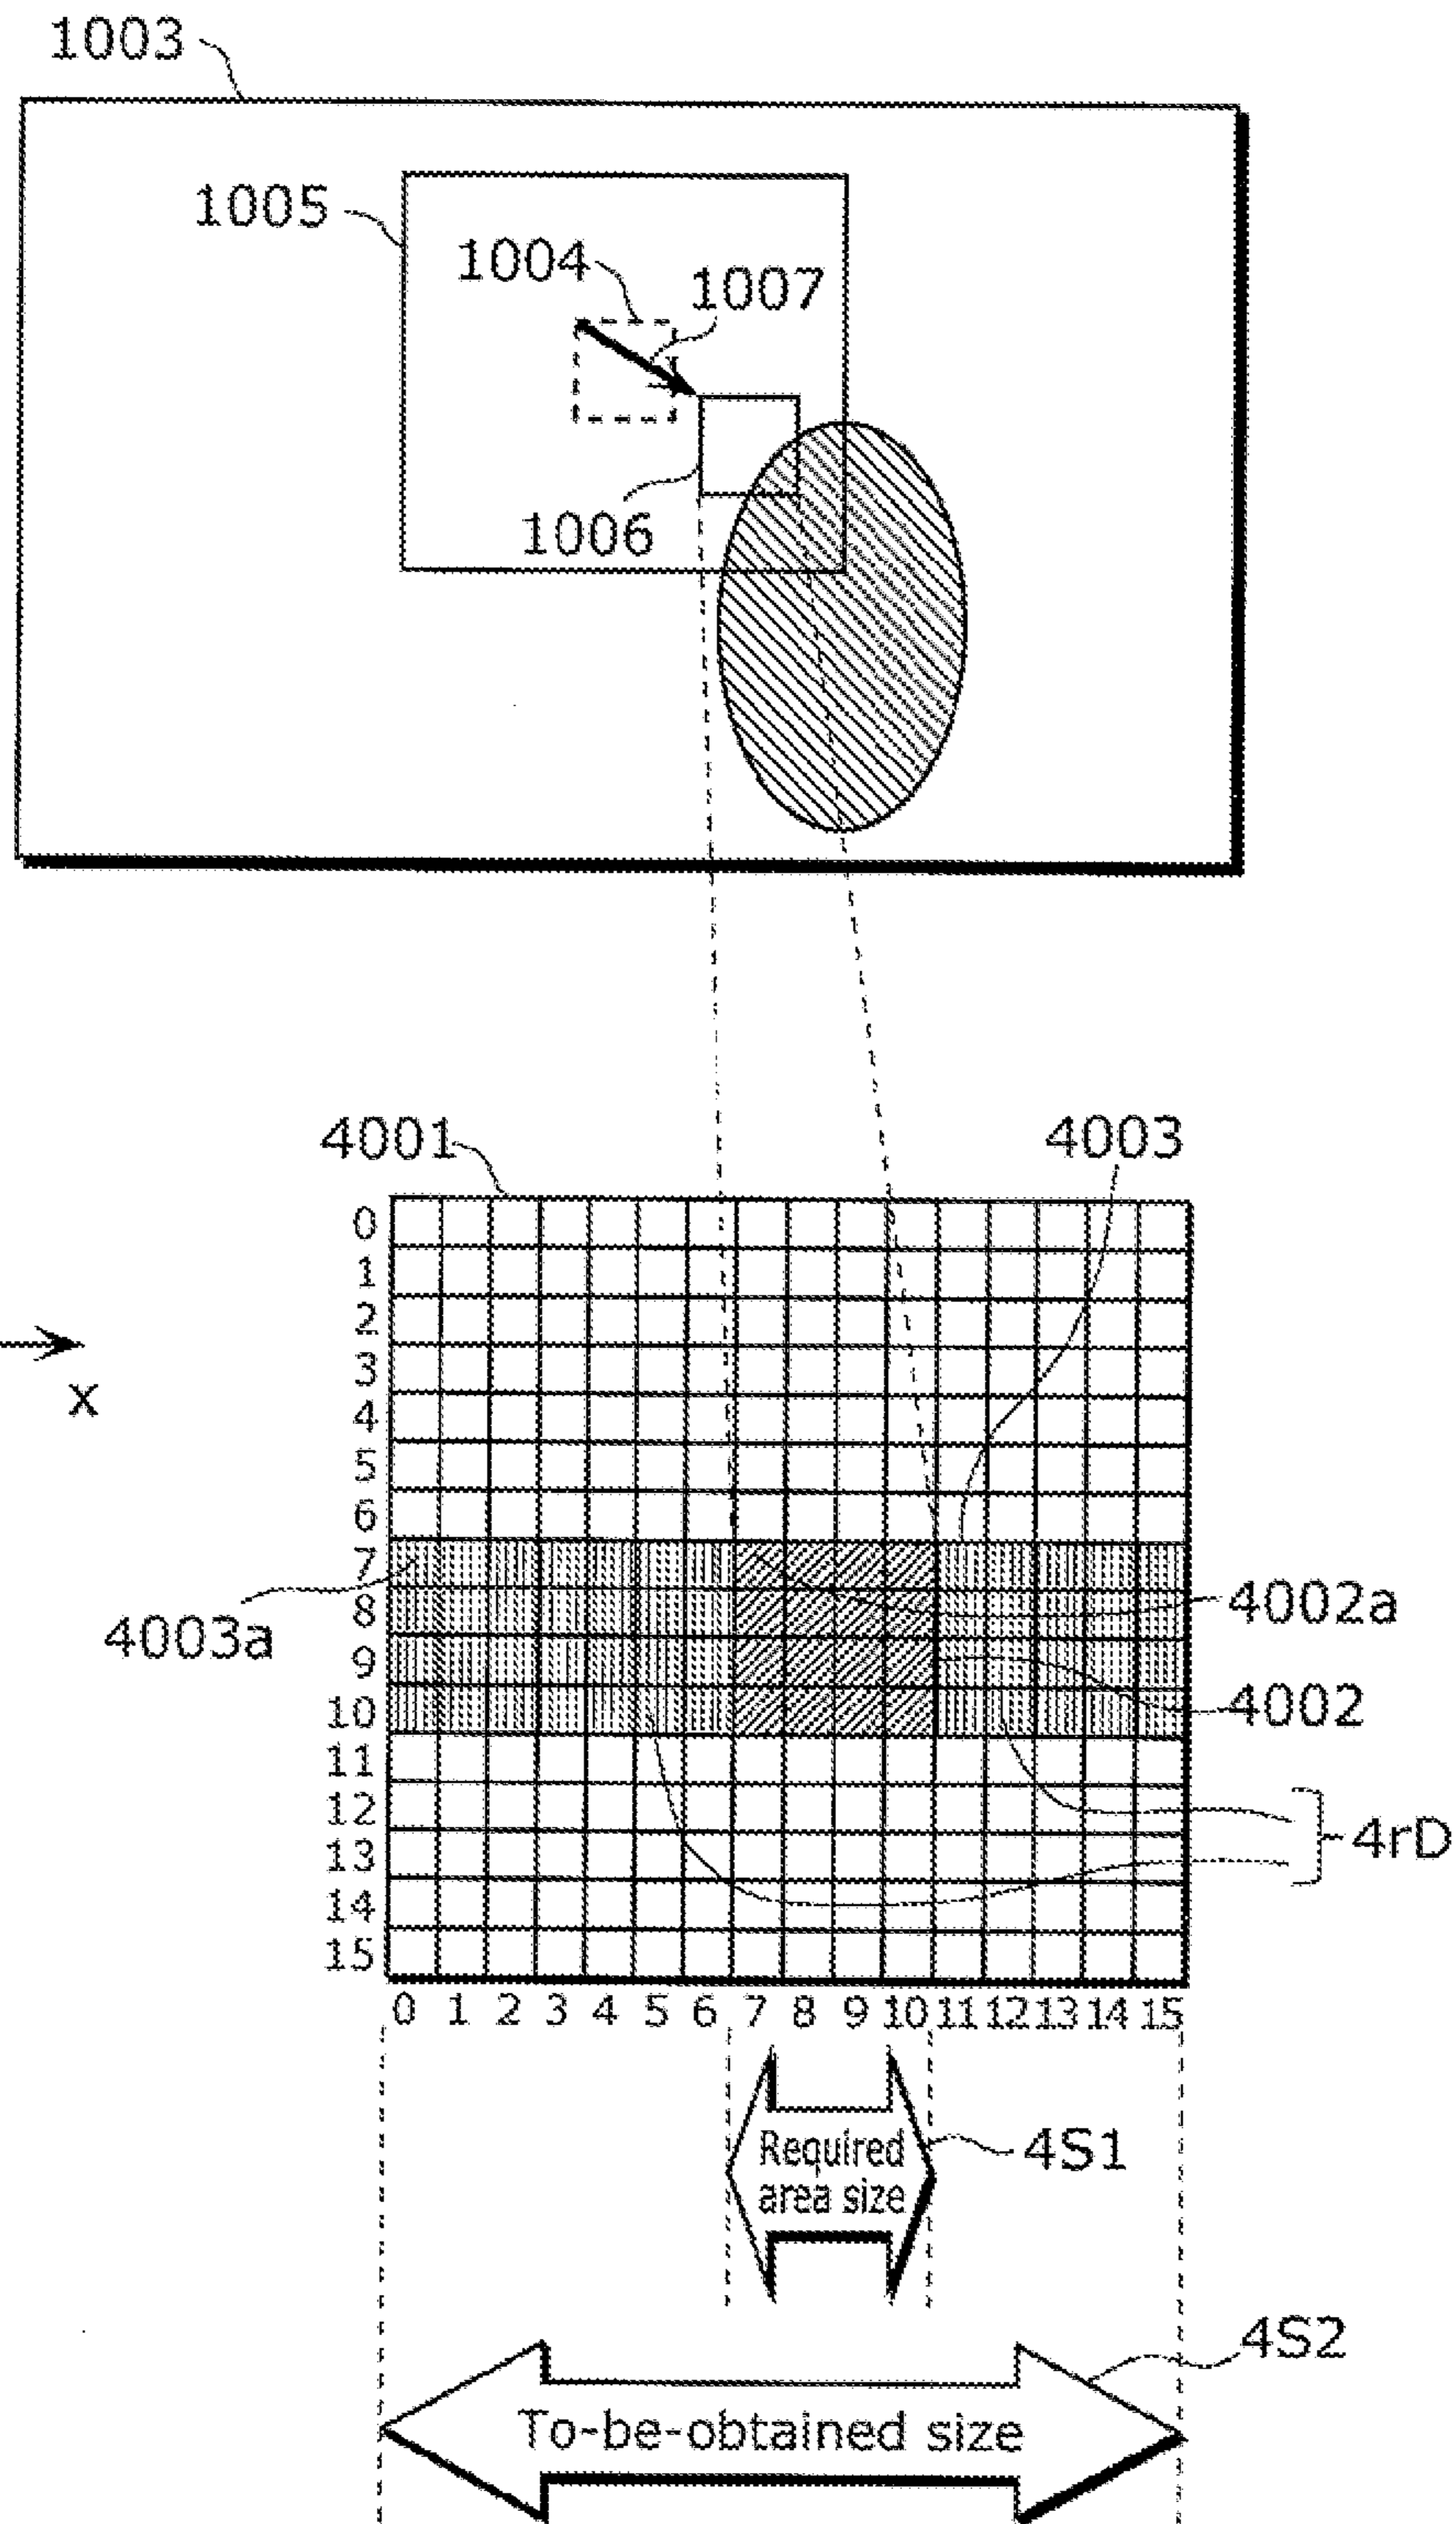 1003
1005
1004
1007
1006
4001
4003
x
0
1
2
3
4
5
6
7
8
9
10
11
12
13
14
15
4003a
4002a
4002
4rD
0 1 2 3 4 5 6 7 8 9 10 11 12 13 14 15
Required
area size
4S1
4S2
To-be-obtained size